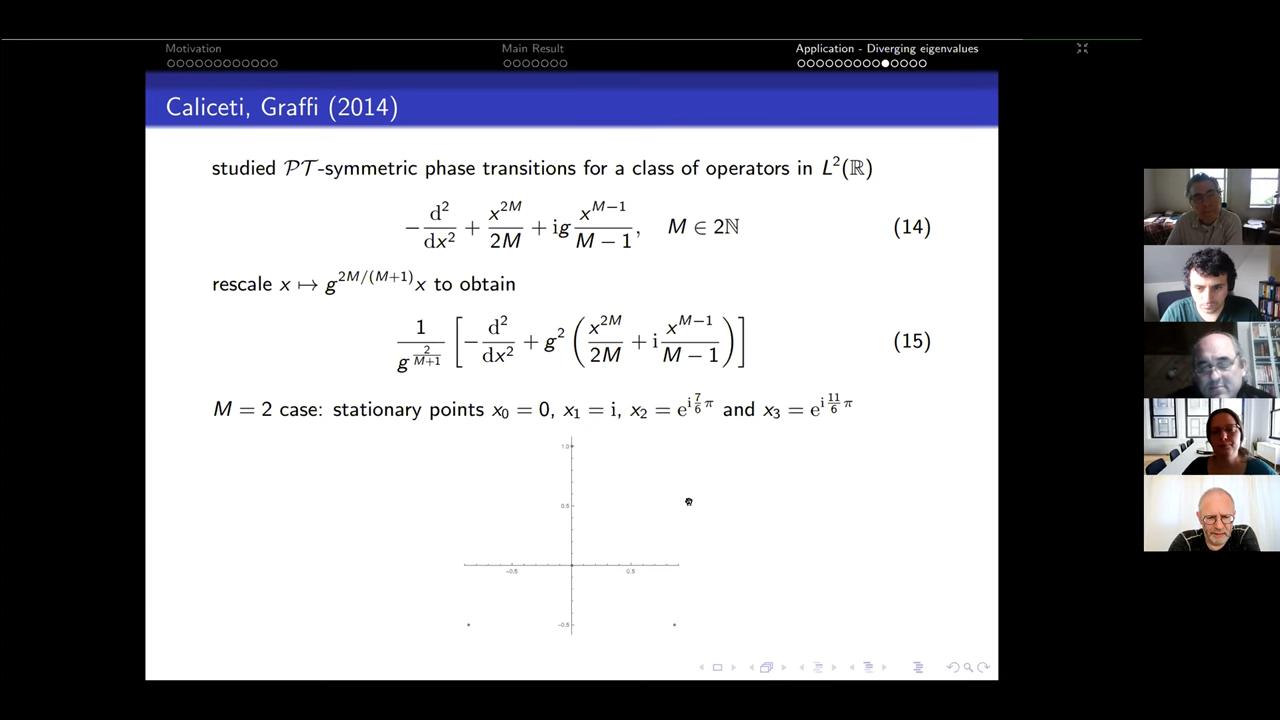 Motivation Main Result Application - Diverging eigenvalues
Caliceti, Graffi (2014)
studied 𝒫𝒯-symmetric phase transitions for a class of operators in L²(ℝ)
−d²/dx² + x^{2M}/2M + ig x^{M−1}/M − 1, M ∈ 2ℕ (14)
rescale x ↦ g^{2M/(M+1)}x to obtain
1/g^{2/M+1} [−d²/dx² + g² (x^{2M}/2M + i x^{M−1}/M − 1)] (15)
M = 2 case: stationary points x₀ = 0, x₁ = i, x₂ = e^{i 7/6 π} and x₃ = e^{i 11/6 π}
1.0
0.5
−0.5 0.5
−0.5